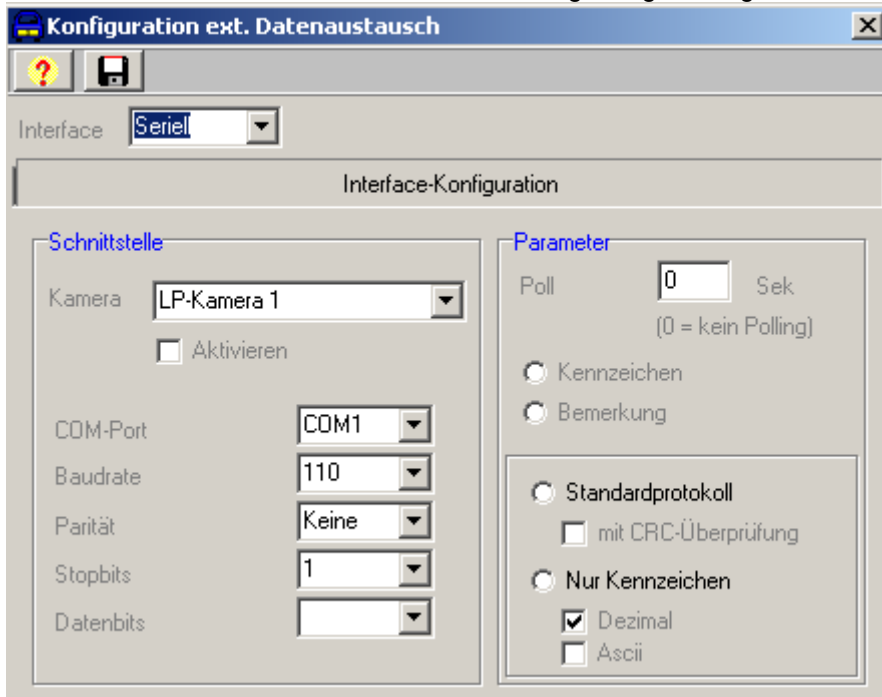 Konfiguration ext. Datenaustausch
Interface Seriell
Interface-Konfiguration
Schnittstelle
Kamera LP-Kamera 1
Aktivieren
COM-Port COM1
Baudrate 110
Parität Keine
Stopbits 1
Datenbits
Parameter
Poll 0 Sek
(0 = kein Polling)
Kennzeichen
Bemerkung
Standardprotokoll
mit CRC-Überprüfung
Nur Kennzeichen
Dezimal
Ascii